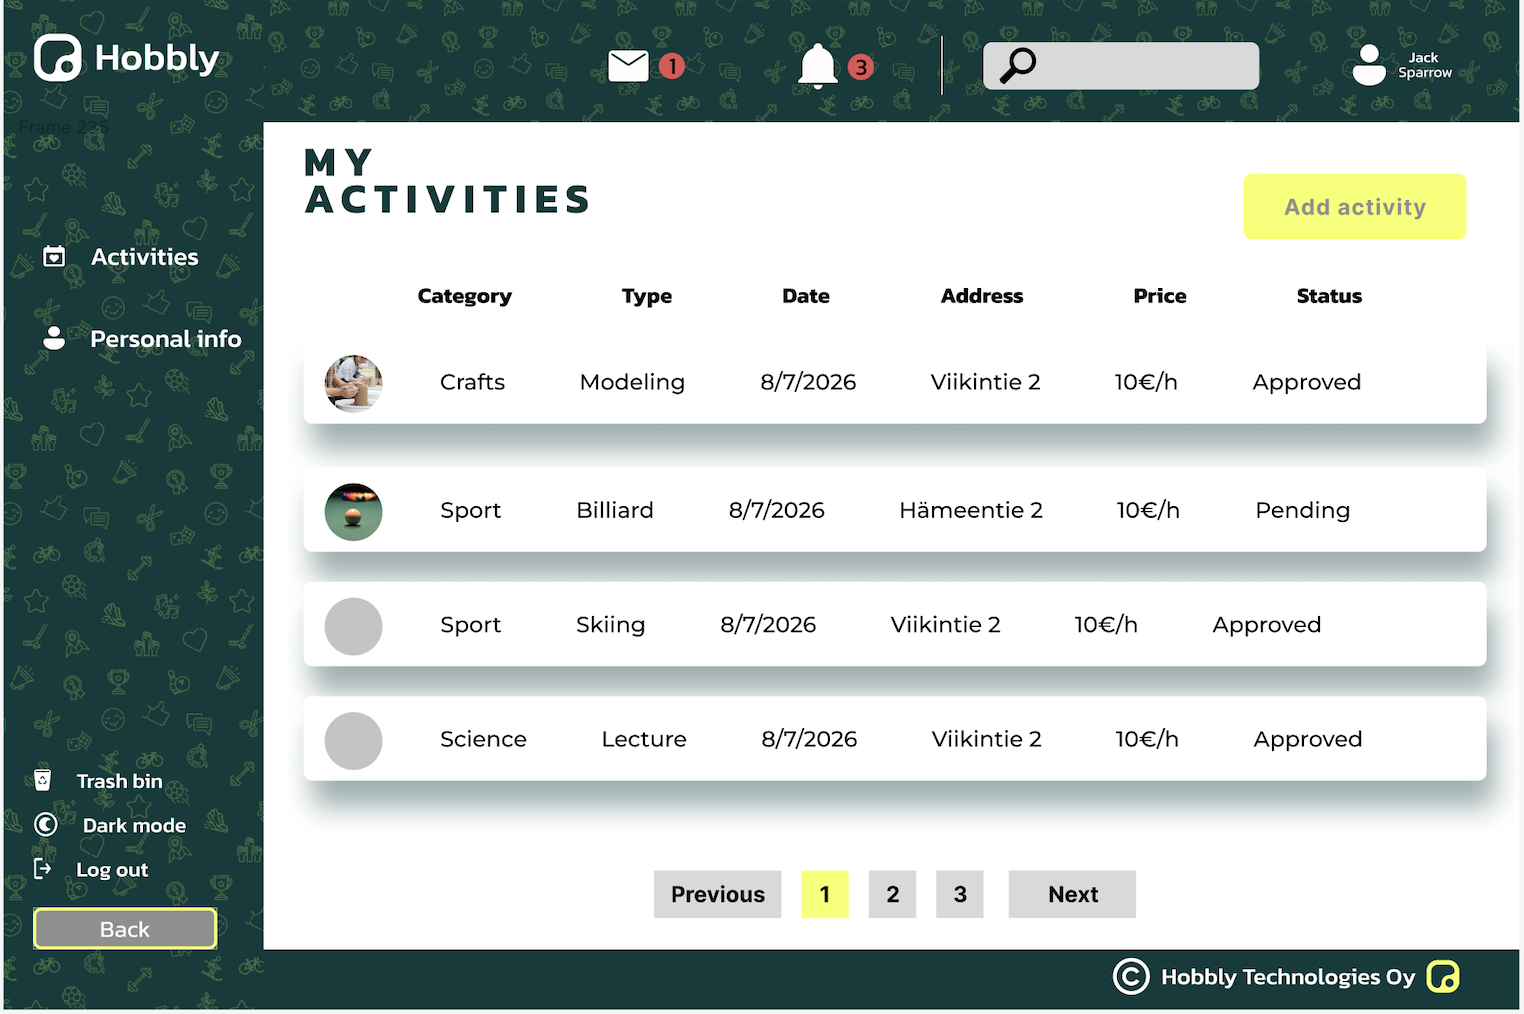 Hobbly
1
3
Jack
Sparrow
Frame 235
MY
ACTIVITIES
Add activity
Activities
Personal info
Category Type Date Address Price Status
Crafts Modeling 8/7/2026 Viikintie 2 10€/h Approved
Sport Billiard 8/7/2026 Hämeentie 2 10€/h Pending
Sport Skiing 8/7/2026 Viikintie 2 10€/h Approved
Science Lecture 8/7/2026 Viikintie 2 10€/h Approved
Trash bin
Dark mode
Log out
Back
Previous 1 2 3 Next
© Hobbly Technologies Oy